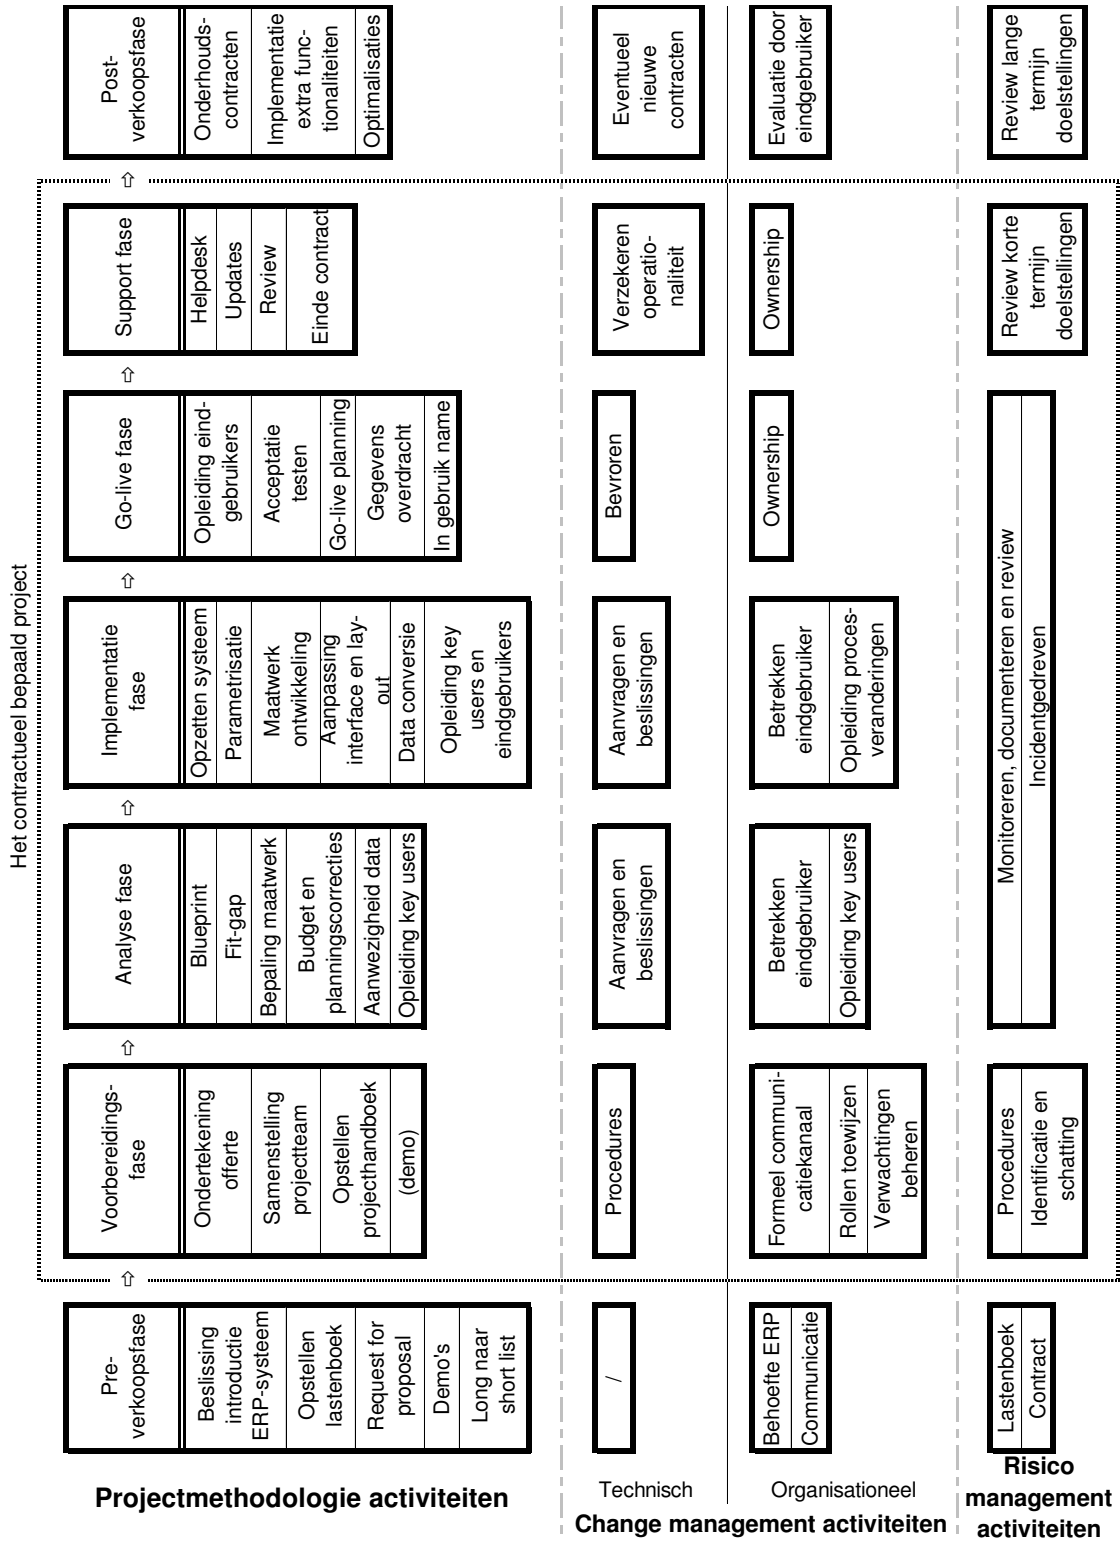 Het contractueel bepaald project
Pre-
verkoopsfase
Beslissing
introductie
ERP-systeem
Opstellen
lastenboek
Request for
proposal
Demo's
Long naar
short list
⇨
Voorbereidings-
fase
Ondertekening
offerte
Samenstelling
projectteam
Opstellen
projecthandboek
(demo)
⇨
Analyse fase
Blueprint
Fit-gap
Bepaling maatwerk
Budget en
planningscorrecties
Aanwezigheid data
Opleiding key users
⇨
Implementatie
fase
Opzetten systeem
Parametrisatie
Maatwerk
ontwikkeling
Aanpassing
interface en lay-
out
Data conversie
Opleiding key
users en
eindgebruikers
⇨
Go-live fase
Opleiding eind-
gebruikers
Acceptatie
testen
Go-live planning
Gegevens
overdracht
In gebruik name
⇨
Support fase
Helpdesk
Updates
Review
Einde contract
⇨
Post-
verkoopsfase
Onderhouds-
contracten
Implementatie
extra func-
tionaliteiten
Optimalisaties
Projectmethodologie activiteiten
Technisch
/
Procedures
Aanvragen en
beslissingen
Aanvragen en
beslissingen
Bevroren
Verzekeren
operatio-
naliteit
Eventueel
nieuwe
contracten
Organisationeel
Behoefte ERP
Communicatie
Formeel communi-
catiekanaal
Rollen toewijzen
Verwachtingen
beheren
Betrekken
eindgebruiker
Opleiding key users
Betrekken
eindgebruiker
Opleiding proces-
veranderingen
Ownership
Ownership
Evaluatie door
eindgebruiker
Change management activiteiten
Risico
management
activiteiten
Lastenboek
Contract
Procedures
Identificatie en
schatting
Monitoreren, documenteren en review
Incidentgedreven
Review korte
termijn
doelstellingen
Review lange
termijn
doelstellingen